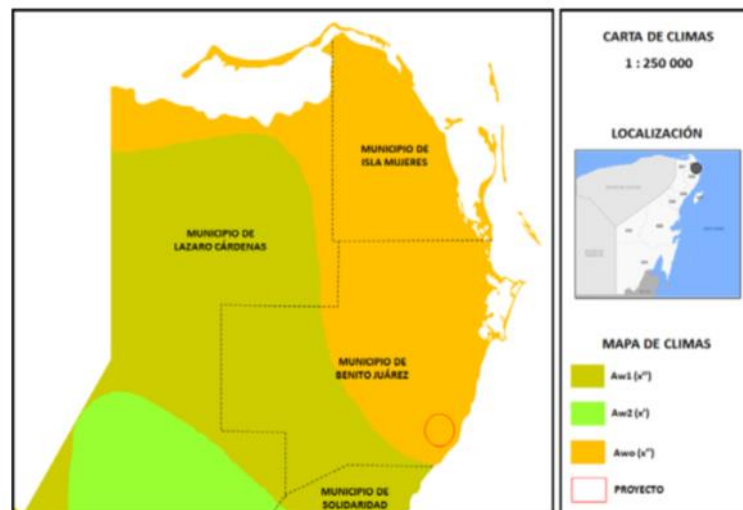 MUNICIPIO DE
ISLA MUJERES
MUNICIPIO DE
LAZARO CÁRDENAS
MUNICIPIO DE
BENITO JUÁREZ
MUNICIPIO DE
SOLIDARIDAD
CARTA DE CLIMAS
1 : 250 000
LOCALIZACIÓN
MAPA DE CLIMAS
Aw1 (x'')
Aw2 (x')
Awo (x'')
PROYECTO